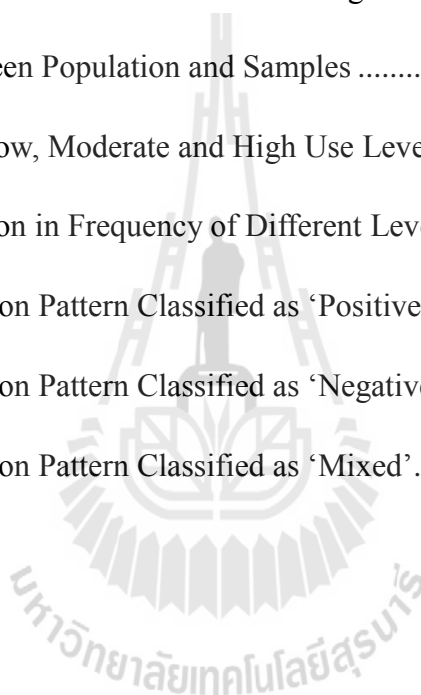 een Population and Samples ........
ow, Moderate and High Use Leve
on in Frequency of Different Leve
on Pattern Classified as ‘Positive
on Pattern Classified as ‘Negative
on Pattern Classified as ‘Mixed’.
มหาวิทยาลัยเทคโนโลยีสุรนารี